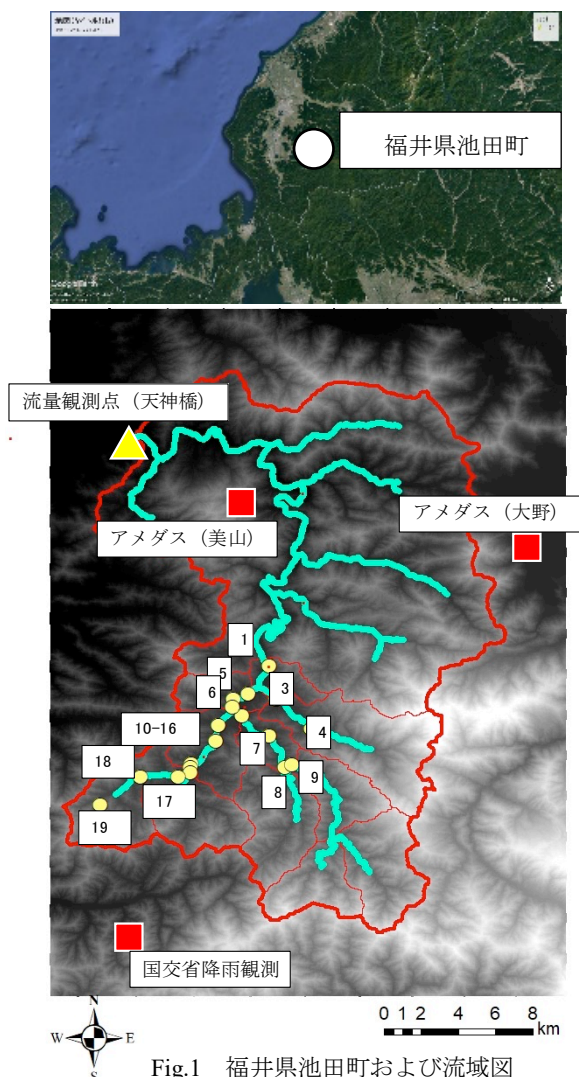 福井県池田町
流量観測点（天神橋）
アメダス（大野）
アメダス（美山）
1
5
3
6
10-16
4
7
18
9
17
8
19
国交省降雨観測
N
W
E
S
0 1 2 4 6 8
km
Fig.1 福井県池田町および流域図